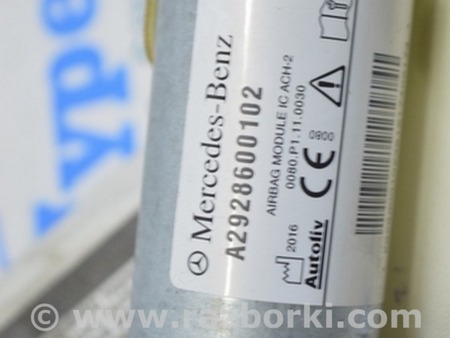 Mercedes-Benz
A2928600102
AIRBAG MODULE IC ACH-2
0080.P1.11.0030
CE 0800
2016
Autoliv
ype
© www.razborki.com